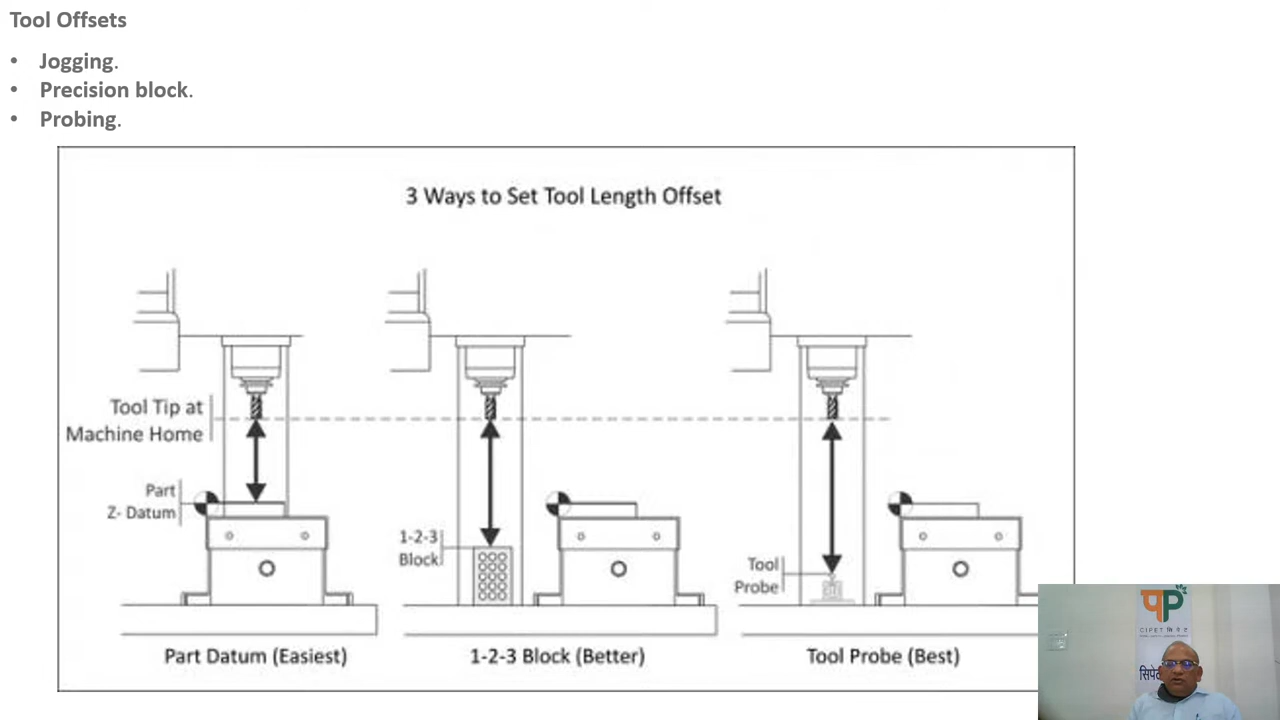 Tool Offsets
• Jogging.
• Precision block.
• Probing.
3 Ways to Set Tool Length Offset
Tool Tip at
Machine Home
Part
Z- Datum
1-2-3
Block
Tool
Probe
Part Datum (Easiest)
1-2-3 Block (Better)
Tool Probe (Best)
CIPET